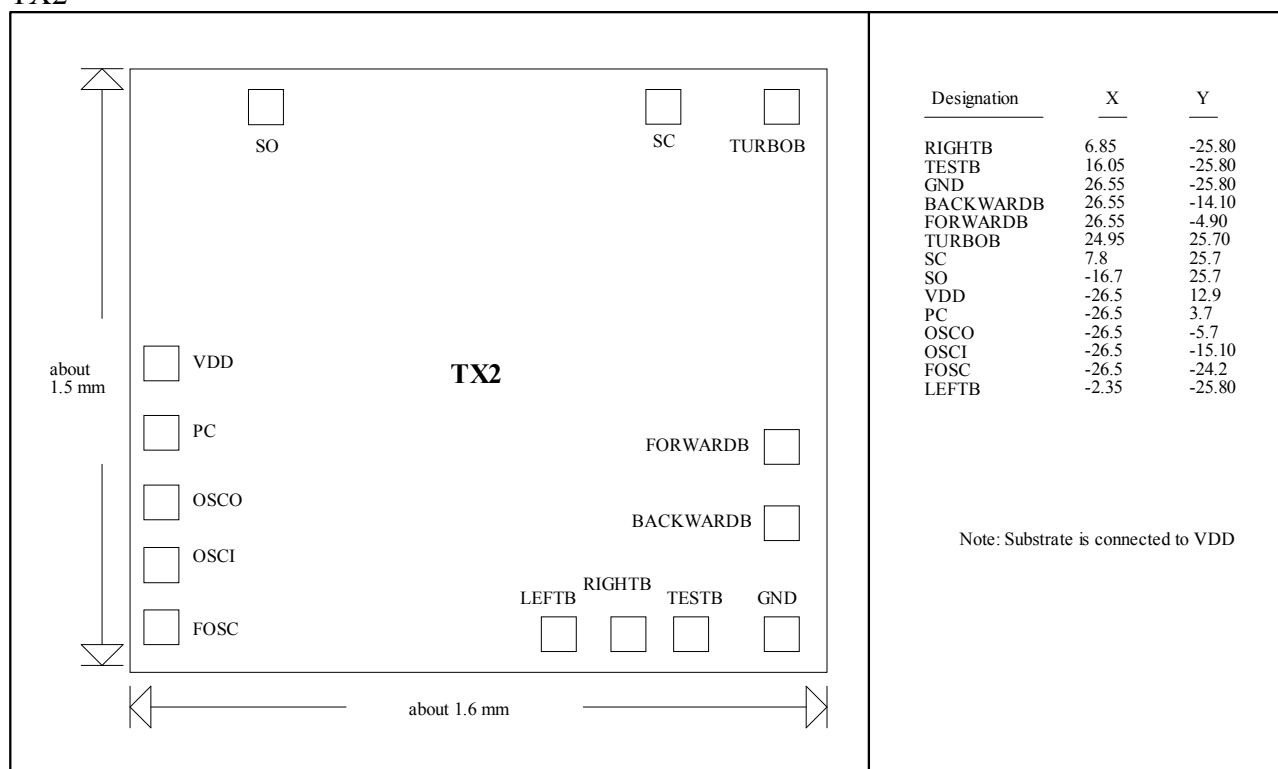 TX2
SO
SC
TURBOB
about
1.5 mm
VDD
TX2
PC
FORWARDB
OSCO
BACKWARDB
OSCI
RIGHTB
LEFTB
TESTB
GND
FOSC
about 1.6 mm
Designation X Y
RIGHTB 6.85 -25.80
TESTB 16.05 -25.80
GND 26.55 -25.80
BACKWARDB 26.55 -14.10
FORWARDB 26.55 -4.90
TURBOB 24.95 25.70
SC 7.8 25.7
SO -16.7 25.7
VDD -26.5 12.9
PC -26.5 3.7
OSCO -26.5 -5.7
OSCI -26.5 -15.10
FOSC -26.5 -24.2
LEFTB -2.35 -25.80
Note: Substrate is connected to VDD